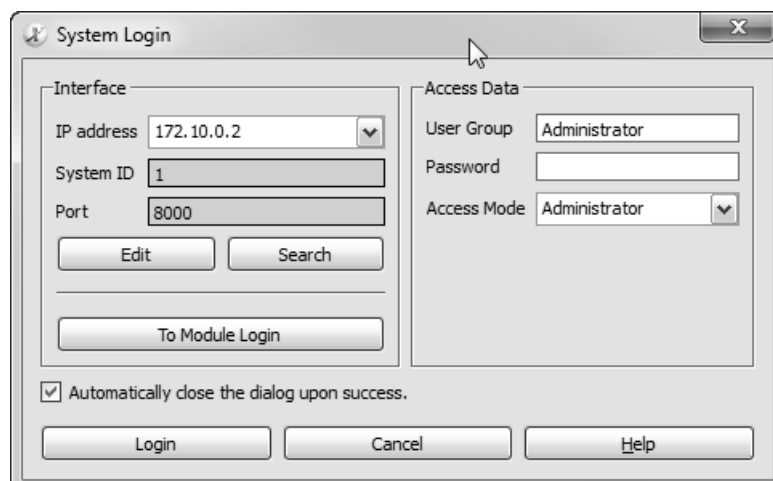 System Login
Interface
IP address 172.10.0.2
System ID 1
Port 8000
Edit Search
To Module Login
Access Data
User Group Administrator
Password
Access Mode Administrator
Automatically close the dialog upon success.
Login Cancel Help